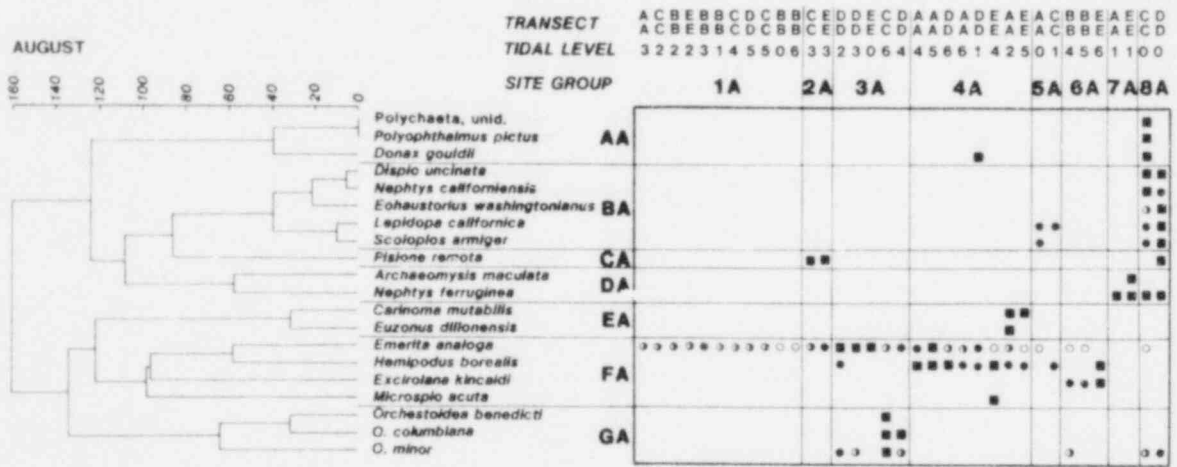 TRANSECT
A C B E B B C D C B B C E D D E C D A A D A D E A E A C B B E A E C D
A C B E B B C D C B B C E D D E C D A A D A D E A E A C B B E A E C D
AUGUST
TIDAL LEVEL 3 2 2 2 3 1 4 5 5 0 6 3 3 2 3 0 6 4 4 5 6 6 1 4 2 5 0 1 4 5 6 1 1 0 0
SITE GROUP 1A 2A 3A 4A 5A 6A 7A 8A
160 140 120 100 80 60 40 20 0
Polychaeta, unid.
Polyophthalmus pictus AA
Donax gouldii
Dispio uncinata
Nephtys californiensis
Eohaustorius washingtonianus BA
Lepidopa californica
Scoloplos armiger
Pisione remota CA
Archaeomysis maculata DA
Nephtys ferruginea
Carinoma mutabilis EA
Euzonus dillonensis
Emerita analoga
Hemipodus borealis FA
Excirolana kincaidi
Microspio acuta
Orchestoidea benedicti
O. columbiana GA
O. minor